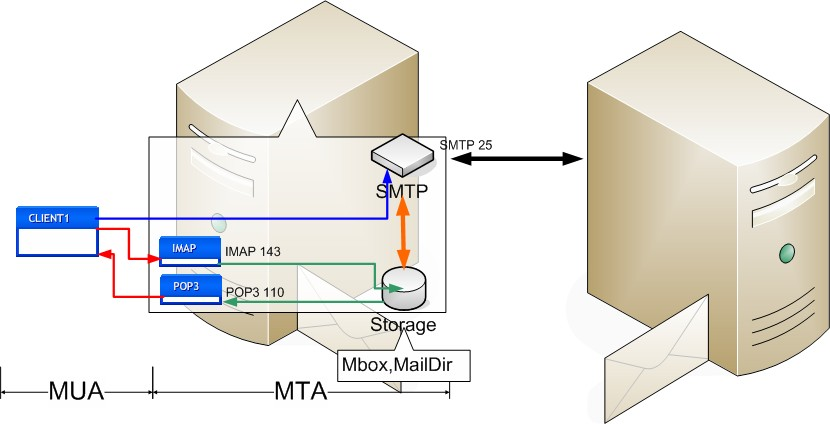 SMTP 25
SMTP
CLIENT1
IMAP
IMAP 143
POP3
POP3 110
Storage
Mbox,MailDir
MUA
MTA